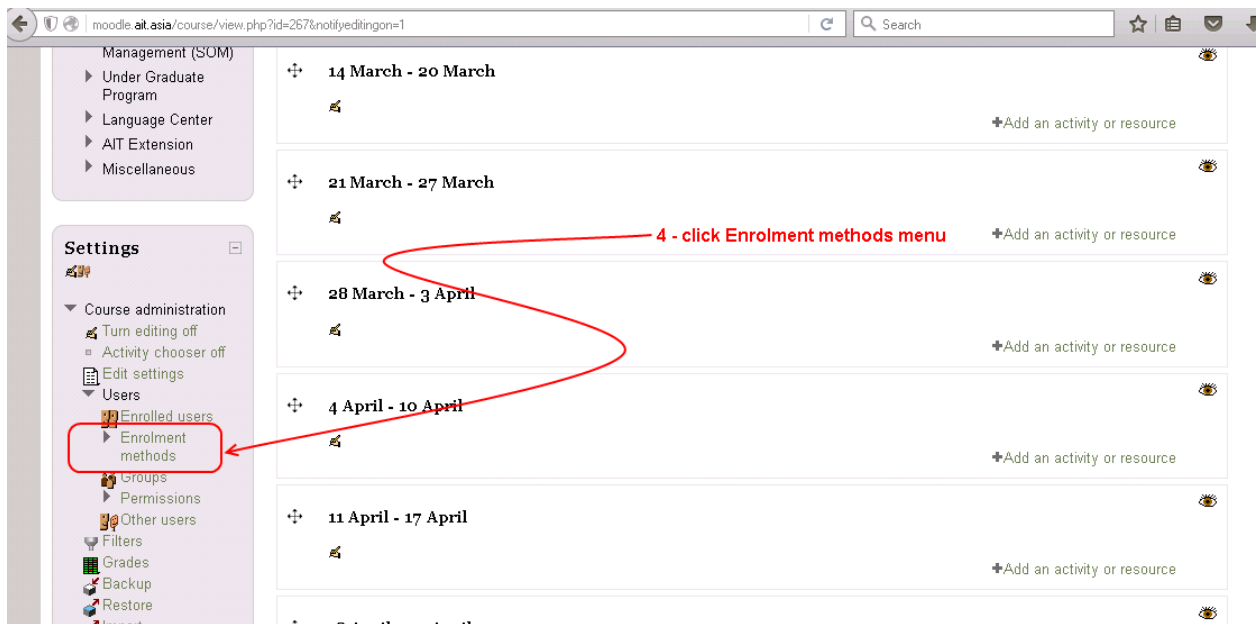 moodle.ait.asia/course/view.php?id=267&notifyeditingon=1
Search
Management (SOM)
Under Graduate
Program
Language Center
AIT Extension
Miscellaneous
Settings
Course administration
Turn editing off
Activity chooser off
Edit settings
Users
Enrolled users
Enrolment
methods
Groups
Permissions
Other users
Filters
Grades
Backup
Restore
14 March - 20 March
+Add an activity or resource
21 March - 27 March
4 - click Enrolment methods menu
+Add an activity or resource
28 March - 3 April
+Add an activity or resource
4 April - 10 April
+Add an activity or resource
11 April - 17 April
+Add an activity or resource